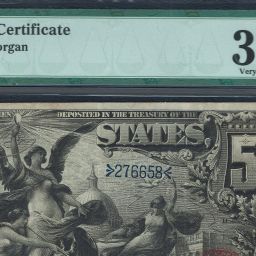 Certificate
organ
3
Very
DEPOSITED IN THE TREASURY OF THE
STATES,
5
276658